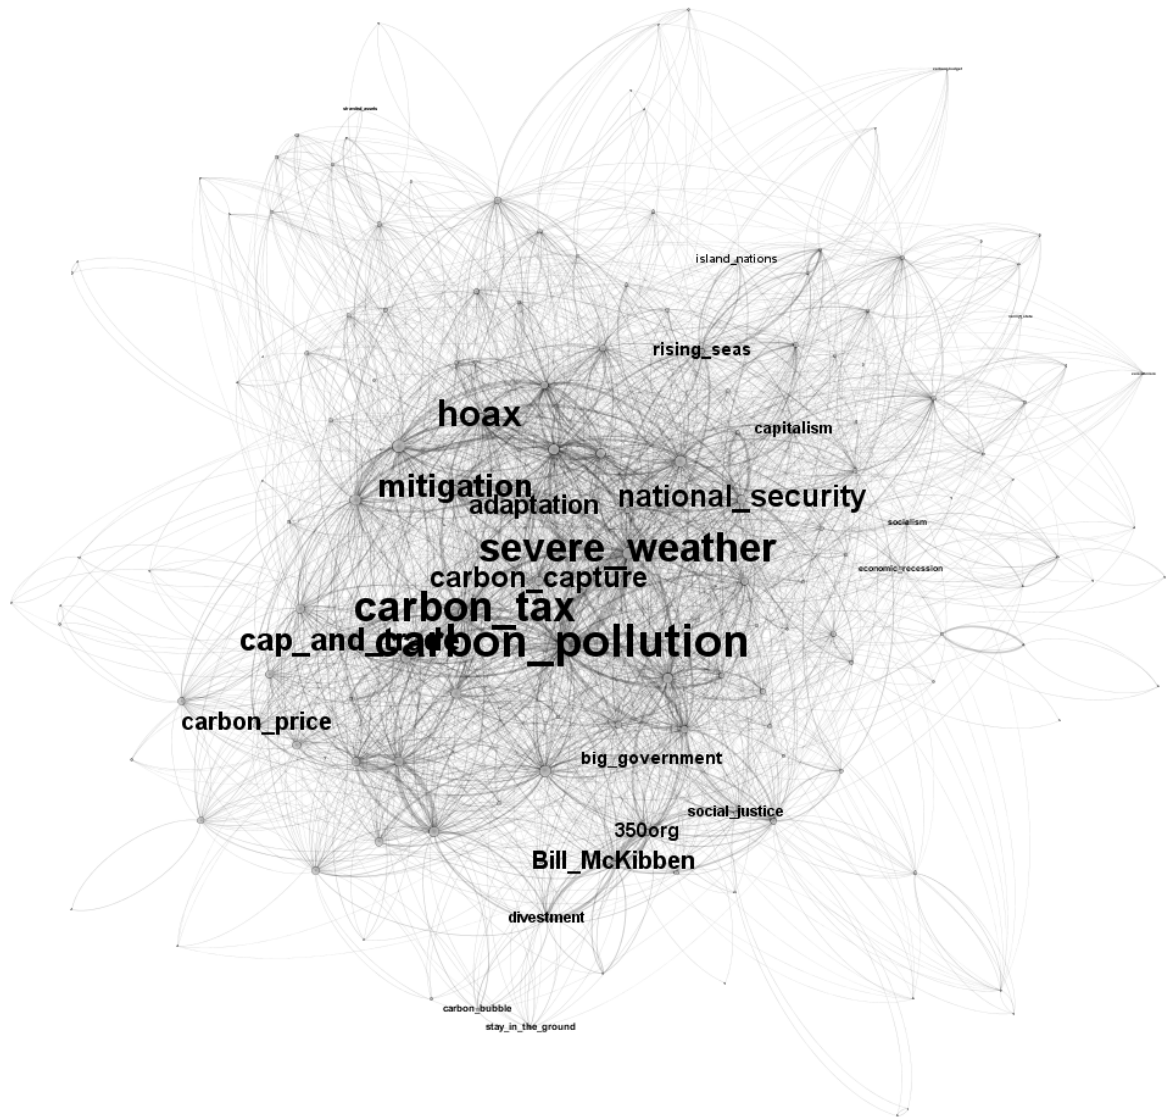 stranded_assets
island_nations
rising_seas
hoax
capitalism
mitigation
national_security
adaptation
socialism
severe_weather
economic_recession
carbon_capture
carbon_tax
cap_and_trade
carbon_pollution
carbon_price
big_government
social_justice
350org
Bill_McKibben
divestment
carbon_bubble
stay_in_the_ground